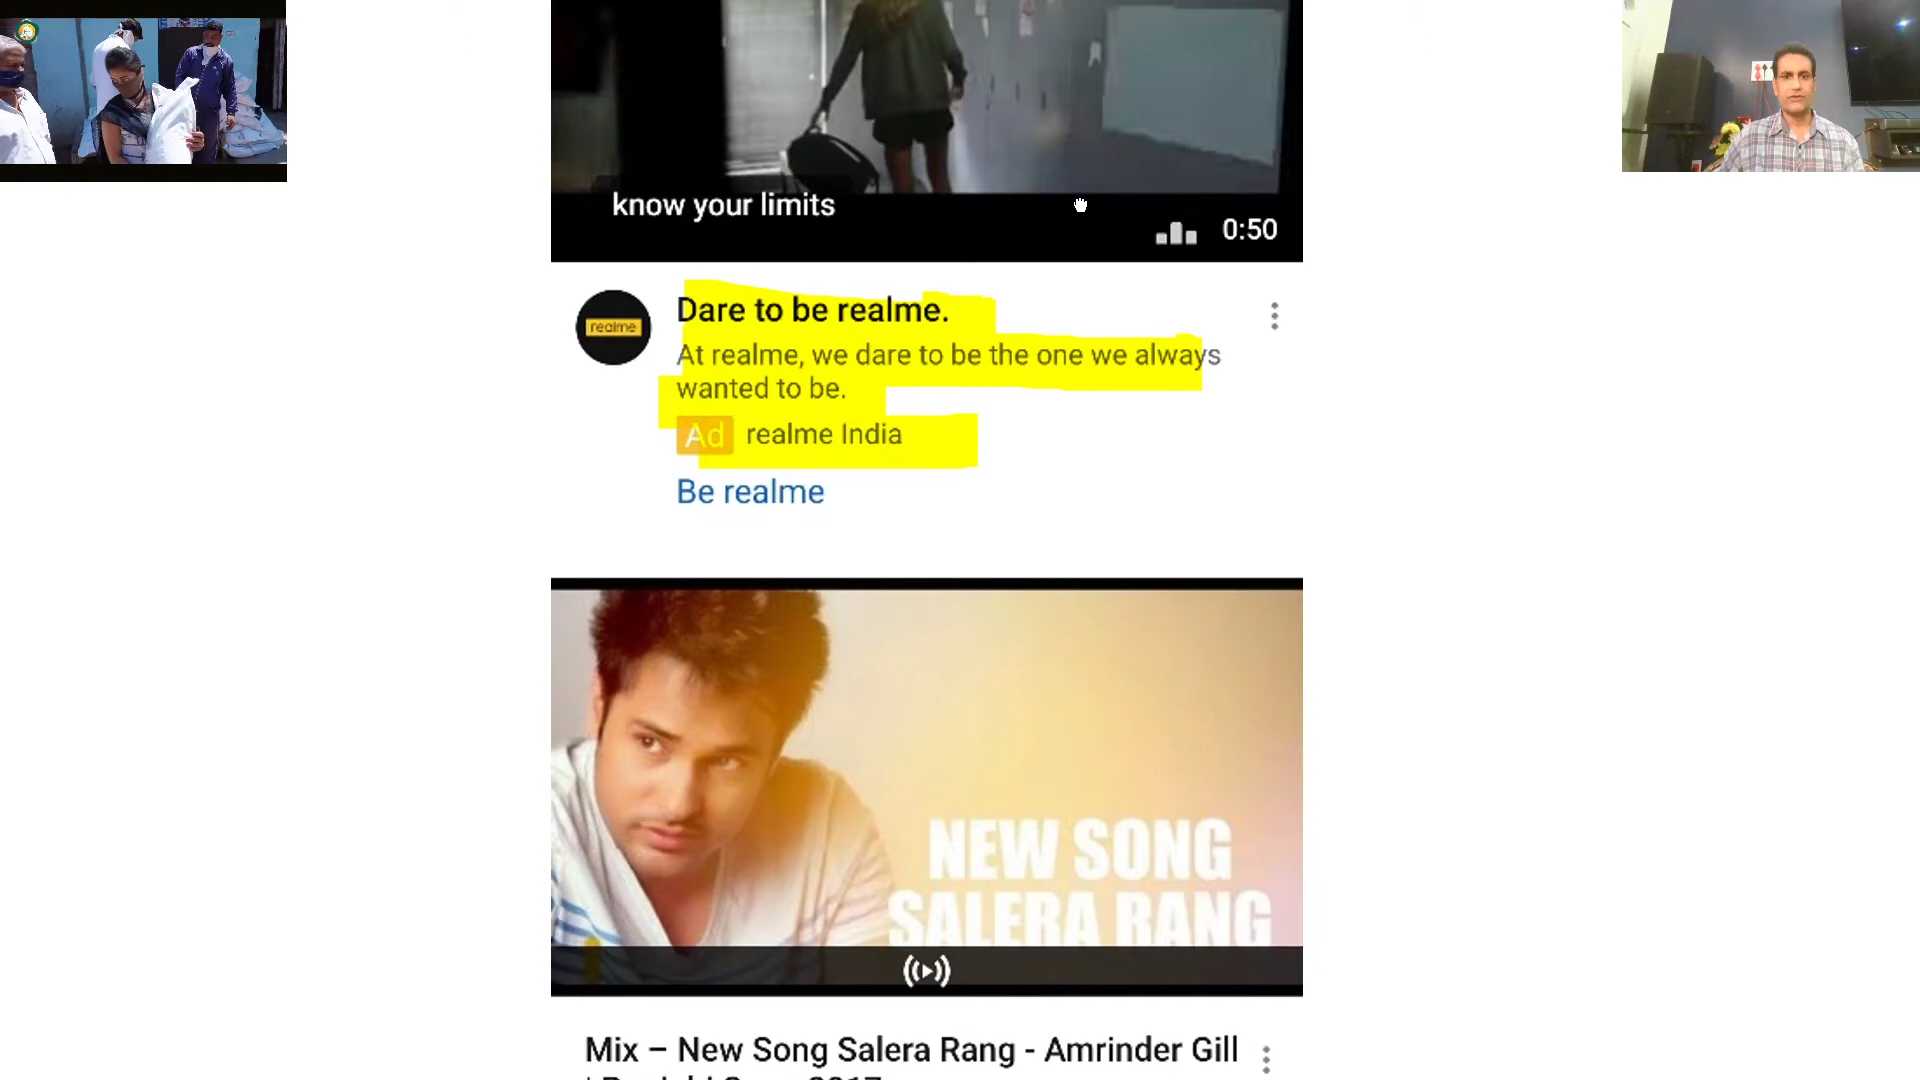 know your limits
0:50
realme
Dare to be realme.
At realme, we dare to be the one we always
wanted to be.
Ad realme India
Be realme
NEW SONG
SALERA RANG
Mix – New Song Salera Rang - Amrinder Gill